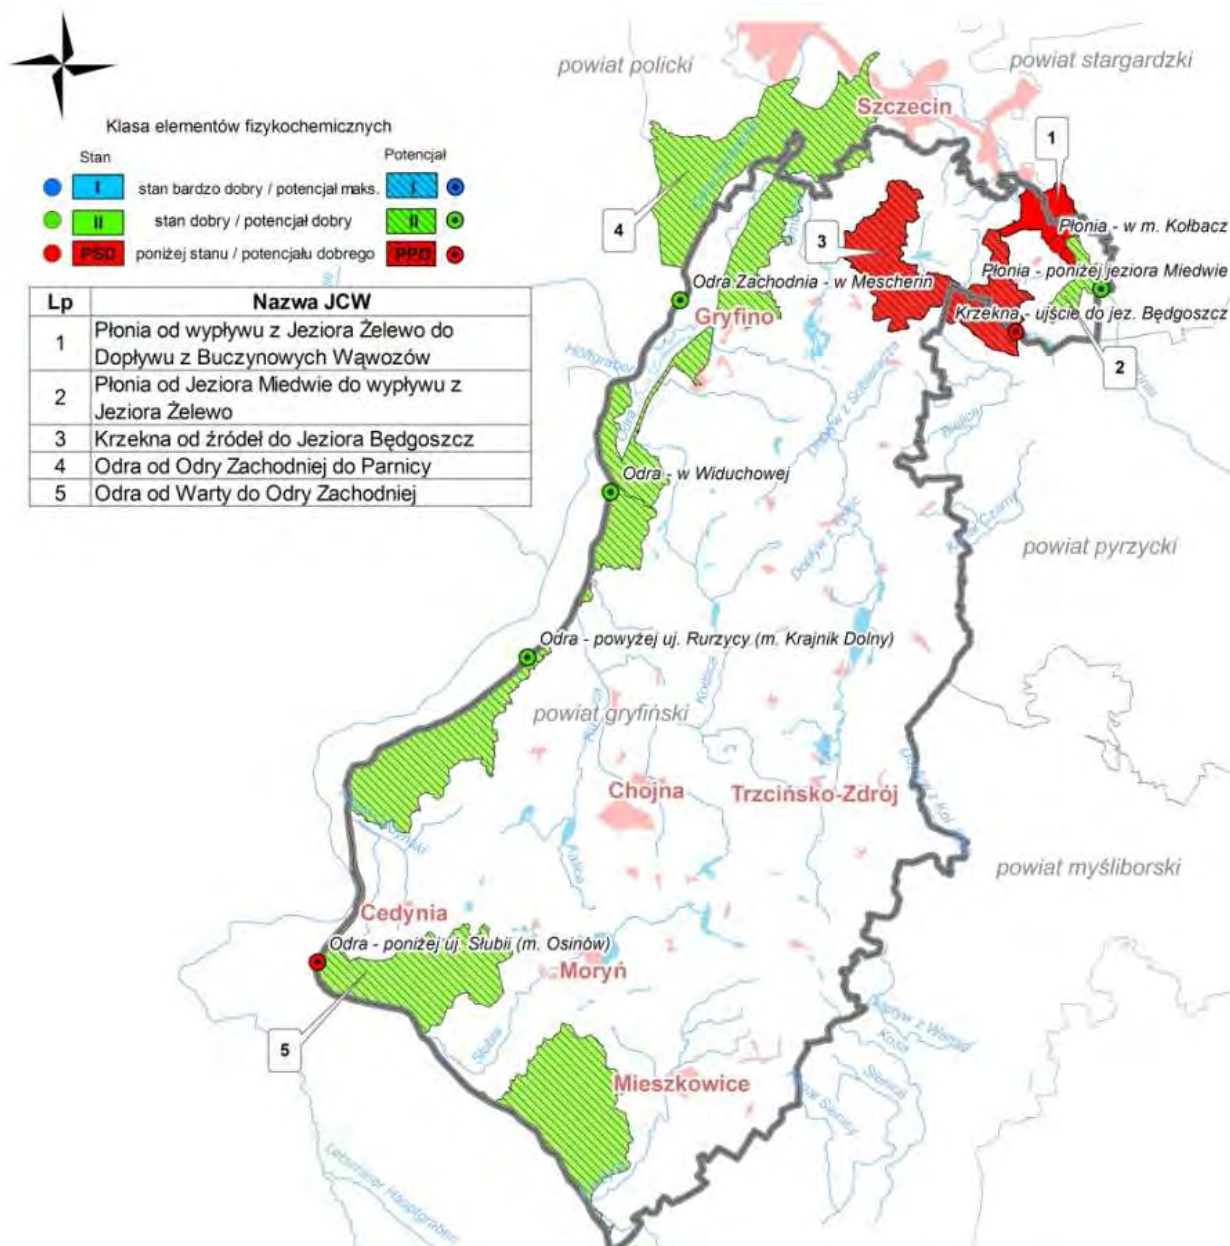 powiat policki
powiat stargardzki
Szczecin
Klasa elementów fizykochemicznych
Stan
Potencjał
I
stan bardzo dobry / potencjał maks.
I
II
stan dobry / potencjał dobry
II
PSD
poniżej stanu / potencjału dobrego
PPD
Lp
Nazwa JCW
1
Płonia od wypływu z Jeziora Żelewo do
Dopływu z Buczynowych Wąwozów
2
Płonia od Jeziora Miedwie do wypływu z
Jeziora Żelewo
3
Krzekna od źródeł do Jeziora Będgoszcz
4
Odra od Odry Zachodniej do Parnicy
5
Odra od Warty do Odry Zachodniej
1
4
3
Płonia - w m. Kołbacz
Płonia - poniżej jeziora Miedwie
Odra Zachodnia - w Mescherin
Krzekna - ujście do jez. Będgoszcz
Gryfino
2
Odra
Odra - w Widuchowej
powiat pyrzycki
Odra - powyżej uj. Rurzycy (m. Krajnik Dolny)
powiat gryfiński
Chojna
Trzcińsko-Zdrój
Kalica
powiat myśliborski
Cedynia
Odra - poniżej uj. Słubii (m. Osinów)
Moryń
5
Słubia
Kosa
Mieszkowice
Letschiner Hauptgraben